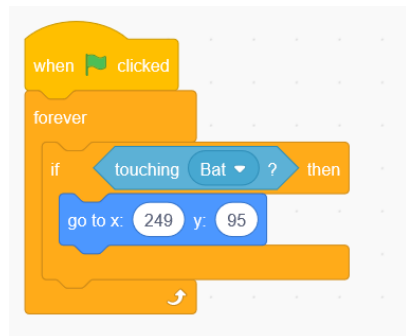 when clicked
forever
if touching Bat ? then
go to x: 249 y: 95